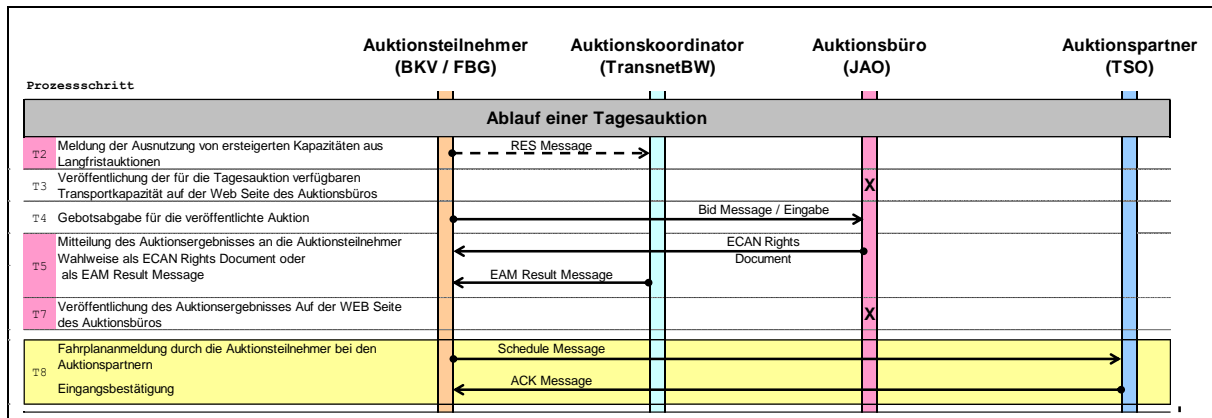 Auktionsteilnehmer Auktionskoordinator Auktionsbüro Auktionspartner
(BKV / FBG) (TransnetBW) (JAO) (TSO)
Prozessschritt
Ablauf einer Tagesauktion
T2 Meldung der Ausnutzung von ersteigerten Kapazitäten aus RES Message
Langfristauktionen
T3 Veröffentlichung der für die Tagesauktion verfügbaren
Transportkapazität auf der Web Seite des Auktionsbüros X
T4 Gebotsabgabe für die veröffentlichte Auktion Bid Message / Eingabe
T5 Mitteilung des Auktionsergebnisses an die Auktionsteilnehmer ECAN Rights
Wahlweise als ECAN Rights Document oder Document
als EAM Result Message EAM Result Message
T7 Veröffentlichung des Auktionsergebnisses Auf der WEB Seite
des Auktionsbüros X
T8 Fahrplananmeldung durch die Auktionsteilnehmer bei den Schedule Message
Auktionspartnern
Eingangsbestätigung ACK Message